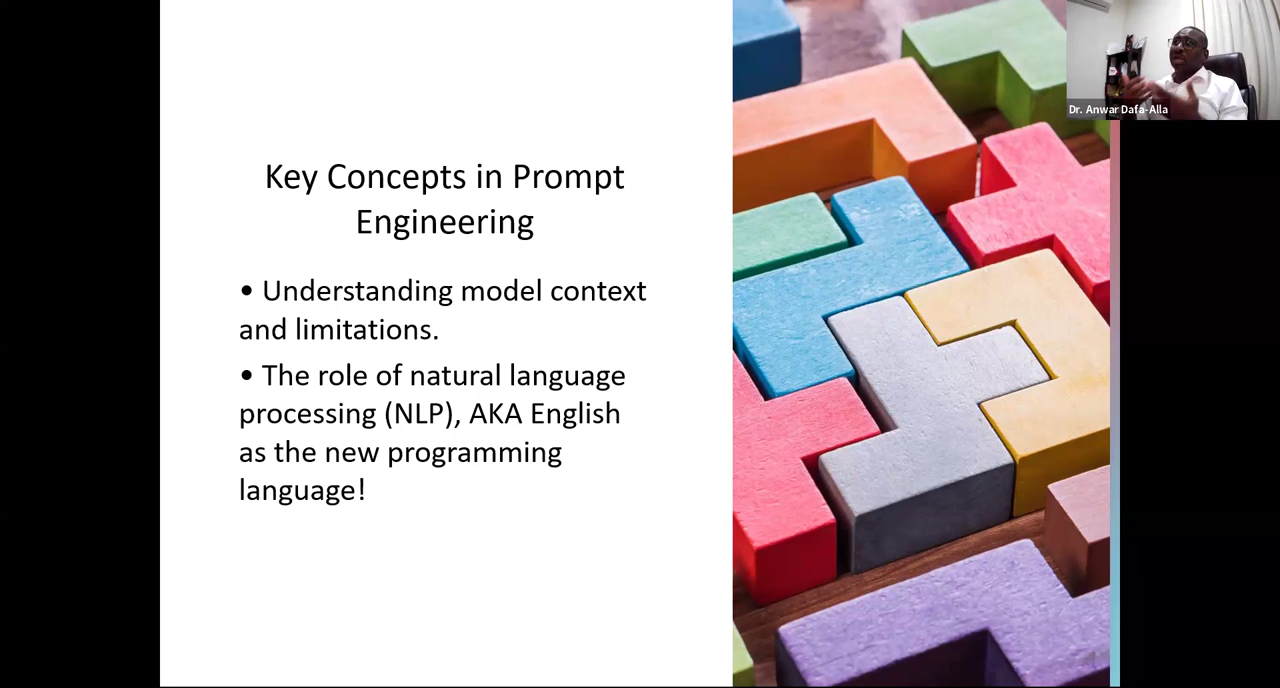 Key Concepts in Prompt
Engineering
• Understanding model context
and limitations.
• The role of natural language
processing (NLP), AKA English
as the new programming
language!
Dr. Anwar Dafa-Alla